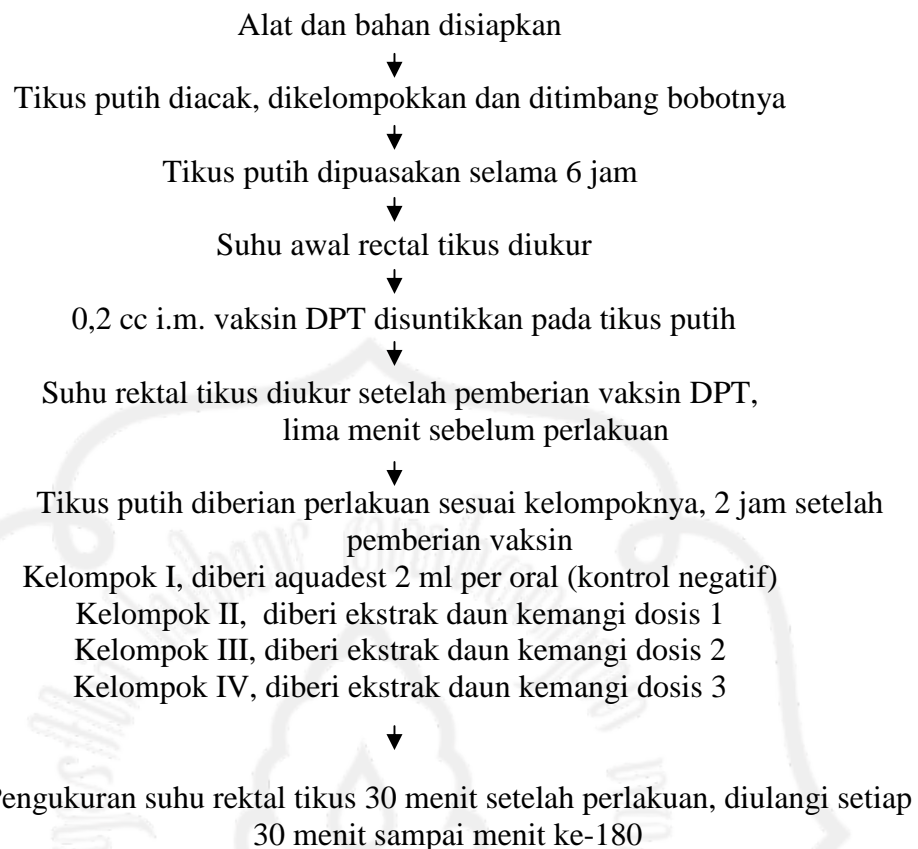 Alat dan bahan disiapkan
Tikus putih diacak, dikelompokkan dan ditimbang bobotnya
Tikus putih dipuasakan selama 6 jam
Suhu awal rectal tikus diukur
0,2 cc i.m. vaksin DPT disuntikkan pada tikus putih
Suhu rektal tikus diukur setelah pemberian vaksin DPT,
lima menit sebelum perlakuan
Tikus putih diberian perlakuan sesuai kelompoknya, 2 jam setelah
pemberian vaksin
Kelompok I, diberi aquadest 2 ml per oral (kontrol negatif)
Kelompok II, diberi ekstrak daun kemangi dosis 1
Kelompok III, diberi ekstrak daun kemangi dosis 2
Kelompok IV, diberi ekstrak daun kemangi dosis 3
Pengukuran suhu rektal tikus 30 menit setelah perlakuan, diulangi setiap
30 menit sampai menit ke-180